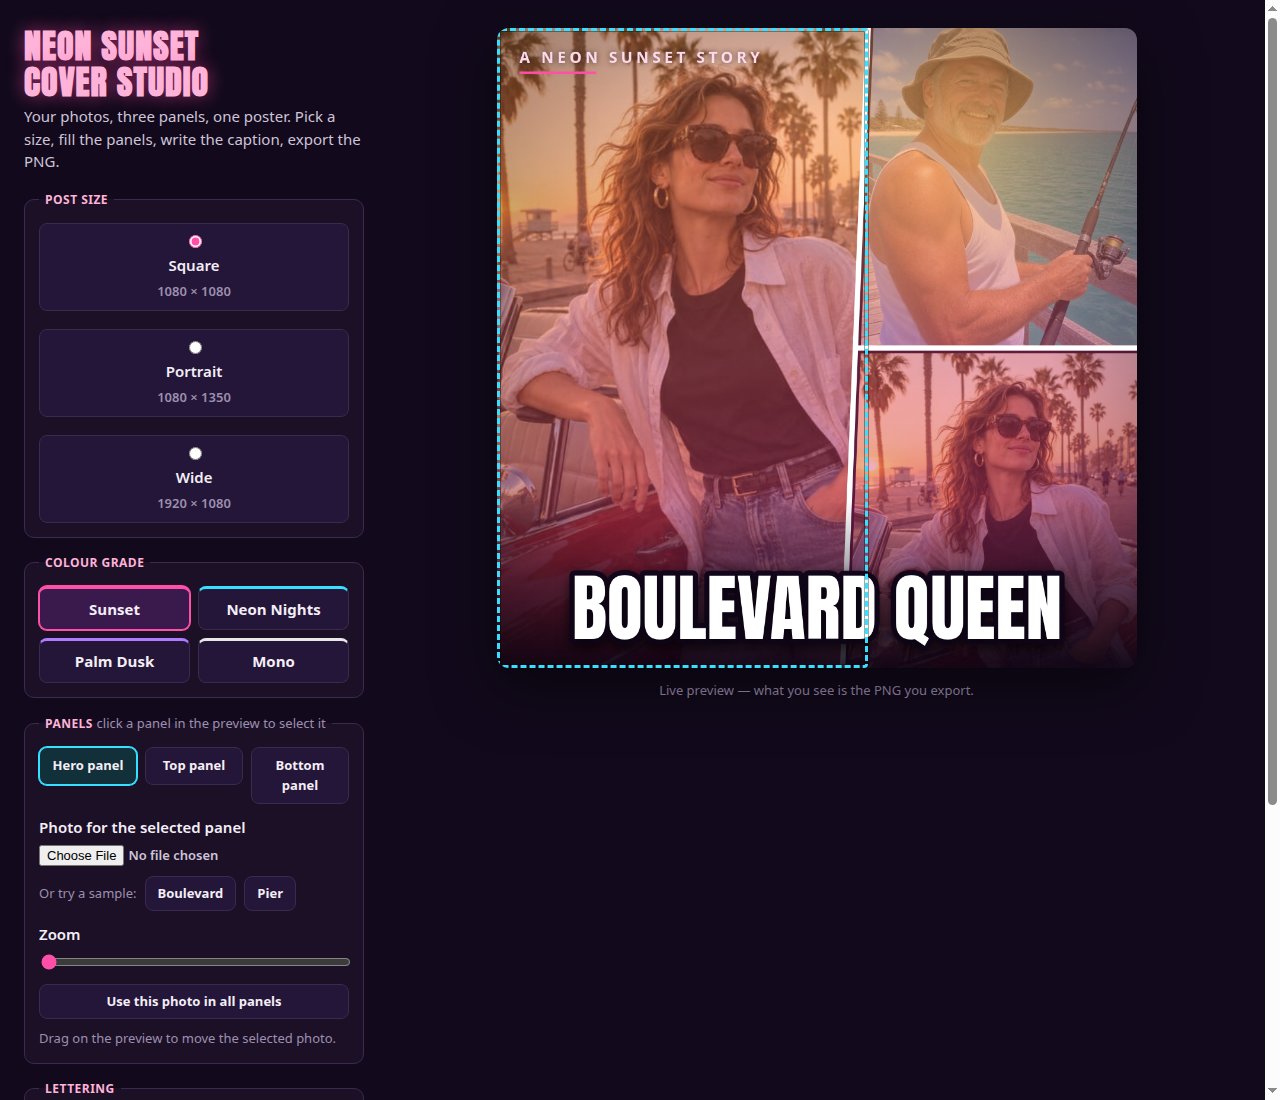 NEON SUNSET
COVER STUDIO
Your photos, three panels, one poster. Pick a
size, fill the panels, write the caption, export the
PNG.
POST SIZE
Square
1080 × 1080
Portrait
1080 × 1350
Wide
1920 × 1080
COLOUR GRADE
Sunset
Neon Nights
Palm Dusk
Mono
PANELS click a panel in the preview to select it
Hero panel
Top panel
Bottom
panel
Photo for the selected panel
Choose File No file chosen
Or try a sample: Boulevard Pier
Zoom
Use this photo in all panels
Drag on the preview to move the selected photo.
LETTERING
A NEON SUNSET STORY
BOULEVARD QUEEN
Live preview — what you see is the PNG you export.